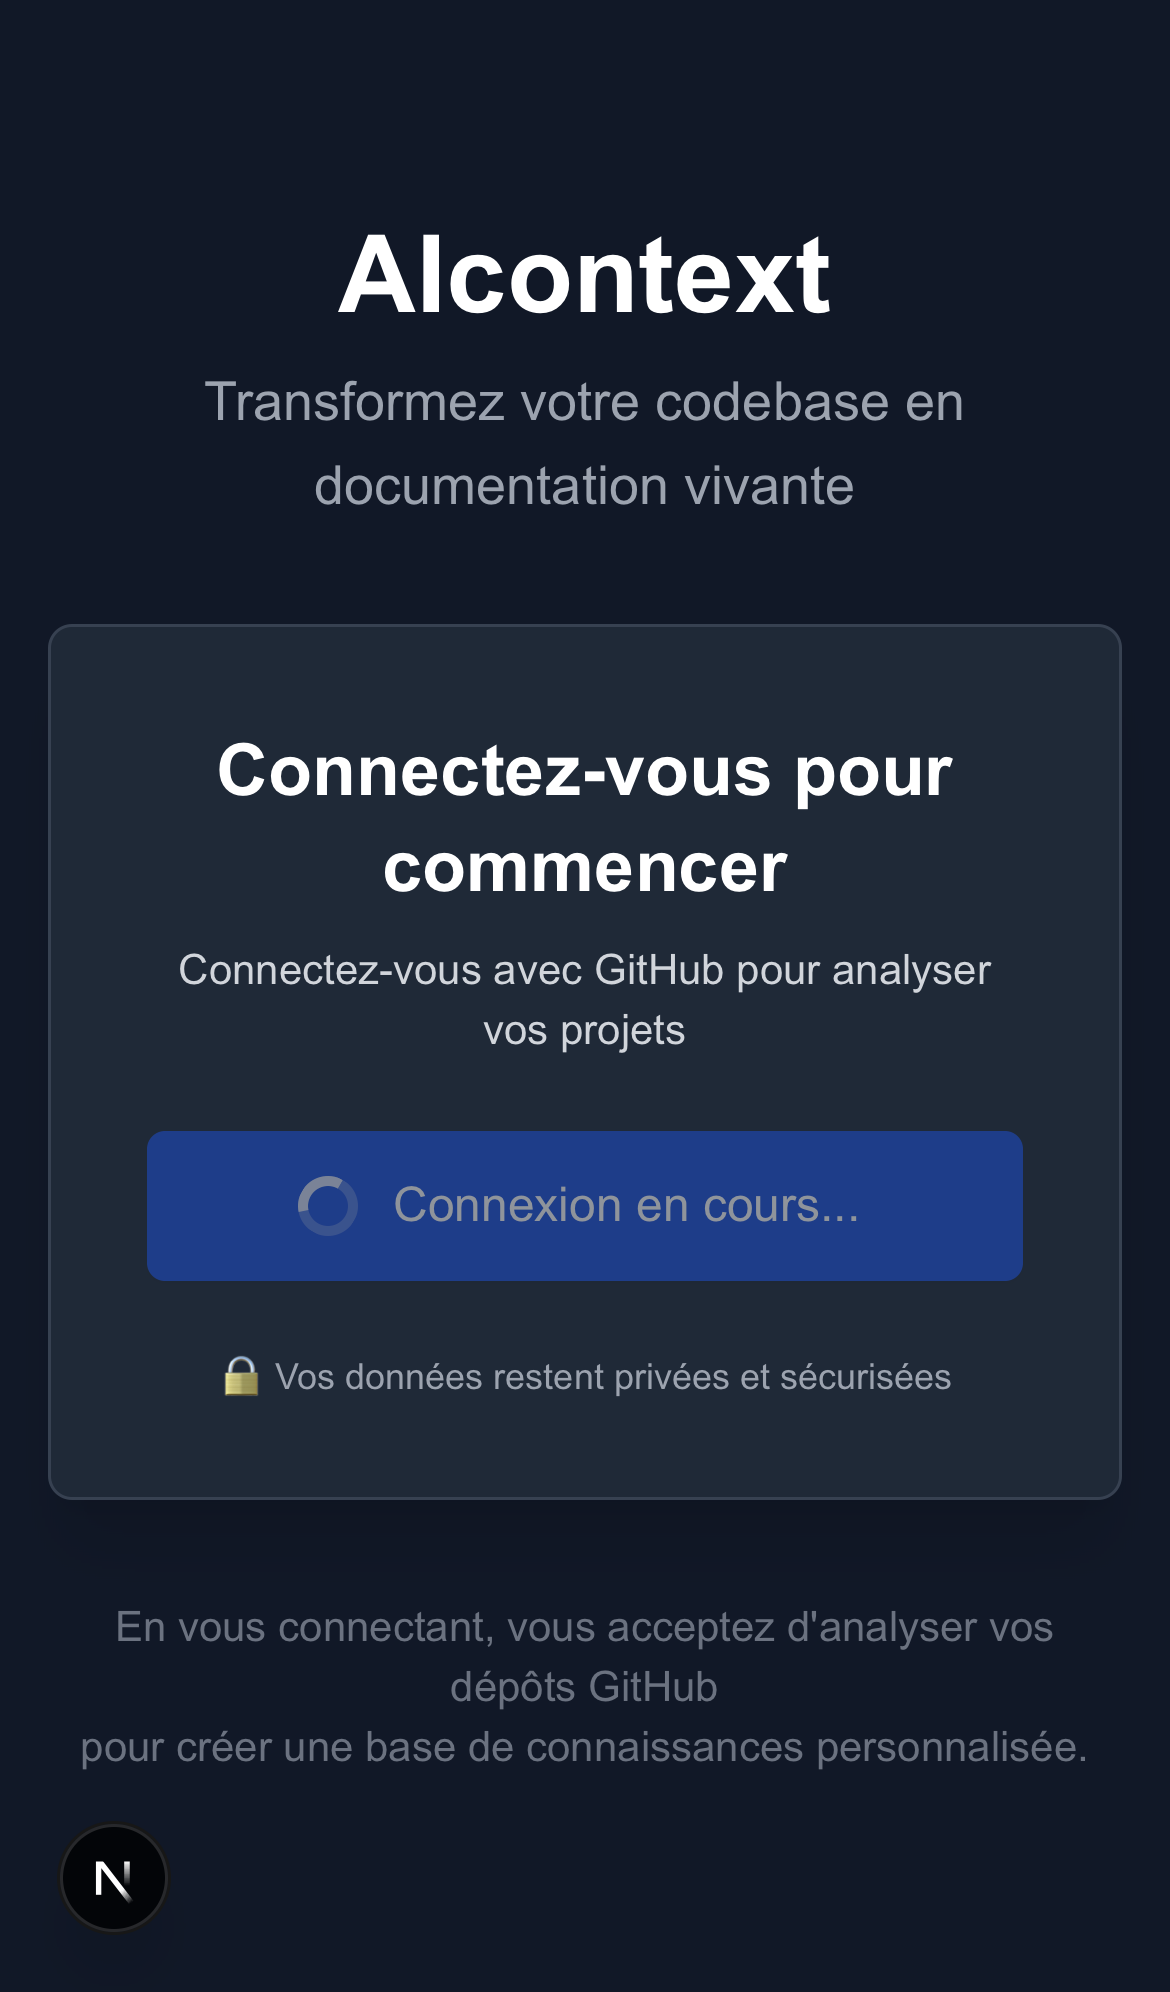 AIcontext
Transformez votre codebase en
documentation vivante
Connectez-vous pour
commencer
Connectez-vous avec GitHub pour analyser
vos projets
Connexion en cours...
🔒 Vos données restent privées et sécurisées
En vous connectant, vous acceptez d'analyser vos
dépôts GitHub
pour créer une base de connaissances personnalisée.
N